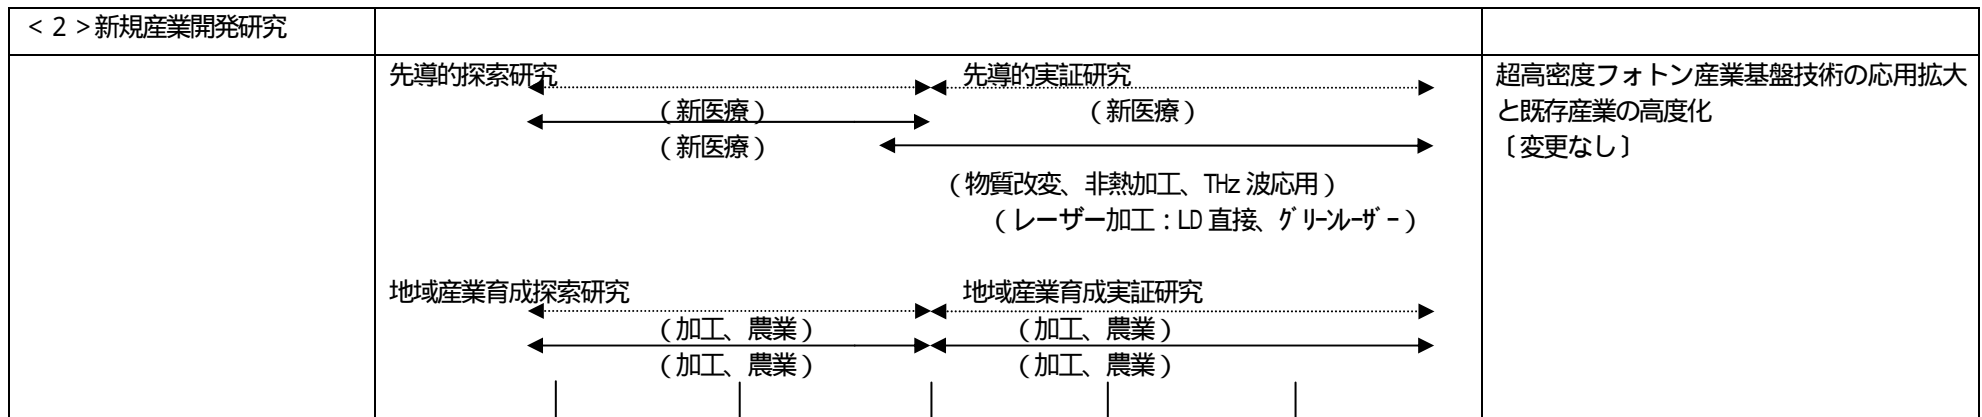 <2>新規産業開発研究
先導的探索研究 先導的実証研究
(新医療) (新医療)
(新医療)
(物質改変、非熱加工、THz 波応用)
(レーザー加工:LD 直接、グリーンレーザー)
地域産業育成探索研究 地域産業育成実証研究
(加工、農業) (加工、農業)
(加工、農業) (加工、農業)
超高密度フォトン産業基盤技術の応用拡大
と既存産業の高度化
〔変更なし〕